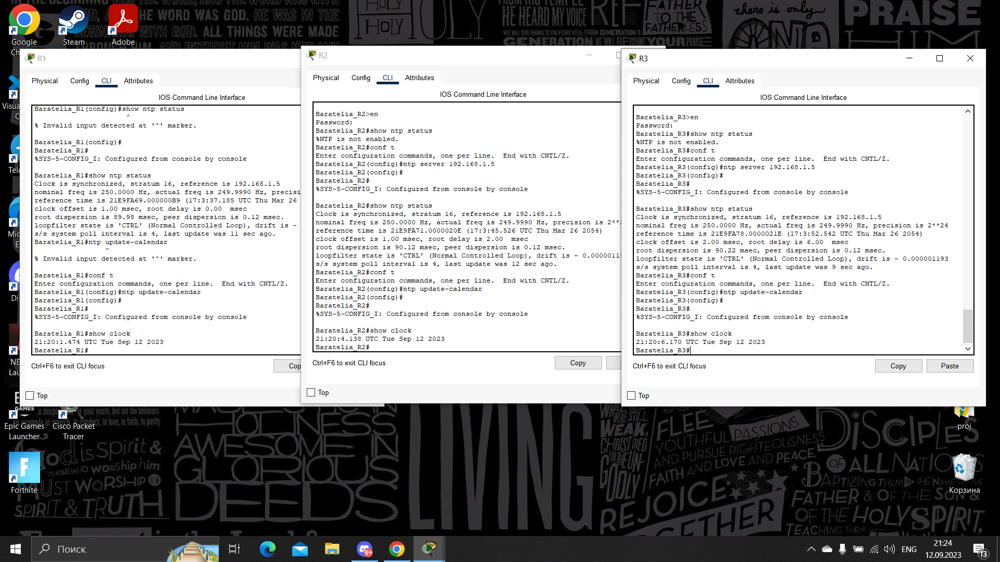 Google
Ch
Steam
Adobe
R1
Physical Config CLI Attributes
IOS Command Line Interface
Baratelia_R1(config)#show ntp status
^
% Invalid input detected at '^' marker.
Baratelia_R1(config)#
Baratelia_R1#
%SYS-5-CONFIG_I: Configured from console by console
Baratelia_R1#show ntp status
Clock is synchronized, stratum 16, reference is 192.168.1.5
nominal freq is 250.0000 Hz, actual freq is 249.9990 Hz, precisi
reference time is 21E9FA69.000000B9 (17:3:37.185 UTC Thu Mar 26
clock offset is 1.00 msec, root delay is 0.00  msec
root dispersion is 89.98 msec, peer dispersion is 0.12 msec.
loopfilter state is 'CTRL' (Normal Controlled Loop), drift is -
s/s system poll interval is 4, last update was 11 sec ago.
Baratelia_R1#ntp update-calendar
^
% Invalid input detected at '^' marker.
Baratelia_R1#conf t
Enter configuration commands, one per line.  End with CNTL/Z.
Baratelia_R1(config)#ntp update-calendar
Baratelia_R1(config)#
Baratelia_R1#
%SYS-5-CONFIG_I: Configured from console by console
Baratelia_R1#show clock
21:20:1.474 UTC Tue Sep 12 2023
Baratelia_R1#
Ctrl+F6 to exit CLI focus
Cop
Top
R2
Physical Config CLI Attributes
IOS Command Line Interface
Baratelia_R2>en
Password:
Baratelia_R2#show ntp status
%NTP is not enabled.
Baratelia_R2#conf t
Enter configuration commands, one per line.  End with CNTL/Z.
Baratelia_R2(config)#ntp server 192.168.1.5
Baratelia_R2(config)#
Baratelia_R2#
%SYS-5-CONFIG_I: Configured from console by console
Baratelia_R2#show ntp status
Clock is synchronized, stratum 16, reference is 192.168.1.5
nominal freq is 250.0000 Hz, actual freq is 249.9990 Hz, precision is 2**2
reference time is 21E9FA71.0000020E (17:3:45.526 UTC Thu Mar 26 2054)
clock offset is 1.00 msec, root delay is 2.00  msec
root dispersion is 90.12 msec, peer dispersion is 0.12 msec.
loopfilter state is 'CTRL' (Normal Controlled Loop), drift is - 0.00000119
s/s system poll interval is 4, last update was 12 sec ago.
Baratelia_R2#conf t
Enter configuration commands, one per line.  End with CNTL/Z.
Baratelia_R2(config)#ntp update-calendar
Baratelia_R2(config)#
Baratelia_R2#
%SYS-5-CONFIG_I: Configured from console by console
Baratelia_R2#show clock
21:20:4.138 UTC Tue Sep 12 2023
Baratelia_R2#
Ctrl+F6 to exit CLI focus
Copy
Top
R3
Physical Config CLI Attributes
IOS Command Line Interface
Baratelia_R3>en
Password:
Baratelia_R3#show ntp status
%NTP is not enabled.
Baratelia_R3#conf t
Enter configuration commands, one per line.  End with CNTL/Z.
Baratelia_R3(config)#ntp server 192.168.1.5
Baratelia_R3(config)#
Baratelia_R3#
%SYS-5-CONFIG_I: Configured from console by console
Baratelia_R3#show ntp status
Clock is synchronized, stratum 16, reference is 192.168.1.5
nominal freq is 250.0000 Hz, actual freq is 249.9990 Hz, precision is 2**24
reference time is 21E9FA78.0000021E (17:3:52.542 UTC Thu Mar 26 2054)
clock offset is 2.00 msec, root delay is 6.00  msec
root dispersion is 90.22 msec, peer dispersion is 0.12 msec.
loopfilter state is 'CTRL' (Normal Controlled Loop), drift is - 0.000001193
s/s system poll interval is 4, last update was 9 sec ago.
Baratelia_R3#conf t
Enter configuration commands, one per line.  End with CNTL/Z.
Baratelia_R3(config)#ntp update-calendar
Baratelia_R3(config)#
Baratelia_R3#
%SYS-5-CONFIG_I: Configured from console by console
Baratelia_R3#show clock
21:20:6.170 UTC Tue Sep 12 2023
Baratelia_R3#
Ctrl+F6 to exit CLI focus
Copy Paste
Top
Visua
C
Tele
Mic
E
Dis
NE
Lau
GAMES
Epic Games
Launcher
Cisco Packet
Tracer
F
Fortnite
proj
Корзина
HOLY
HOLY
HE HEARD MY VOICE
FATHER
TO THE
FATHERLESS
there is only
ONE
PRAISE
GOD. ALL THINGS WERE MADE
AWESOME IN
GLORIOUS
DEEDS
LIVING
WEAK,
CHRIST DIED
FOR THE UN-
GODLY
FLEE
YOUTHFUL PASSIONS
AND PURSUE RIGHTEOUSNESS
FAITH AND LOVE AND PEACE.
REJOICE
TOGETHER
DISCIPLES
OF ALL NATIONS
BAPTIZING THEM IN THE NAME OF THE
FATHER & OF THE SON &
OF THE HOLY SPIRIT,
TEACHING THEM
God is spirit &
THOSE WHO WORSHIP him
MUST WORSHIP IN
SPIRIT & TRUTH
Поиск
9+
ENG
21:24
12.09.2023
13